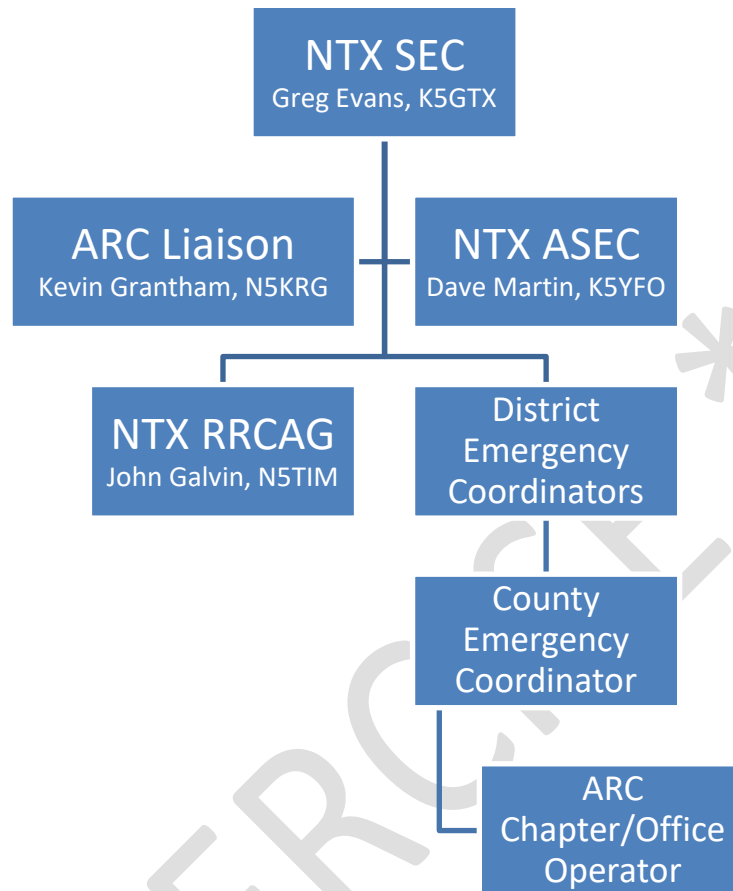 NTX SEC
Greg Evans, K5GTX
ARC Liaison
Kevin Grantham, N5KRG
NTX ASEC
Dave Martin, K5YFO
NTX RRCAG
John Galvin, N5TIM
District
Emergency
Coordinators
County
Emergency
Coordinator
ARC
Chapter/Office
Operator